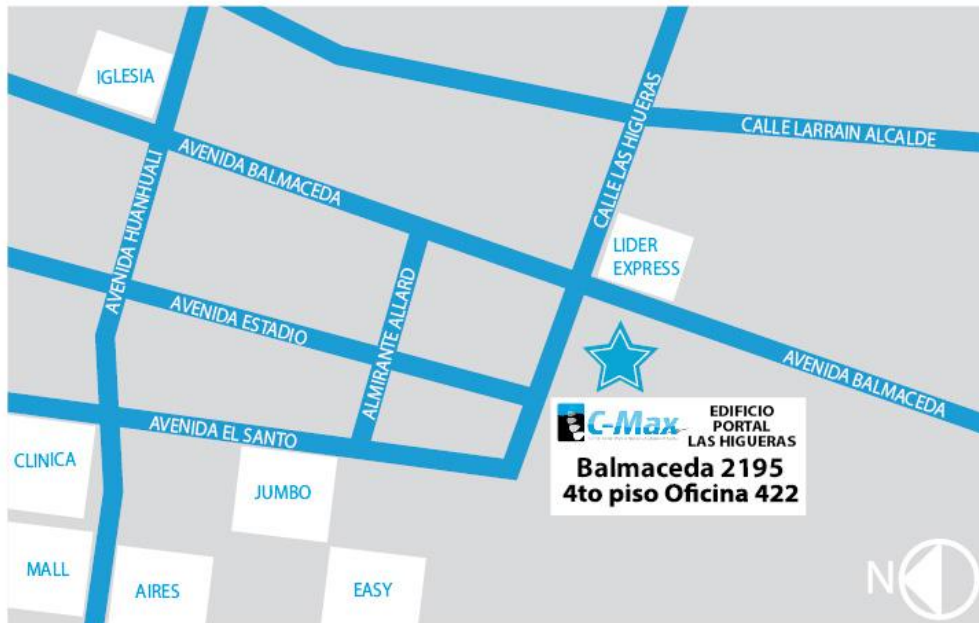 IGLESIA
CALLE LAS HIGUERAS
CALLE LARRAIN ALCALDE
AVENIDA BALMACEDA
AVENIDA HUANHUALI
LIDER
EXPRESS
AVENIDA ESTADIO
ALMIRANTE ALLARD
AVENIDA BALMACEDA
AVENIDA EL SANTO
C-Max
EDIFICIO
PORTAL
LAS HIGUERAS
Balmaceda 2195
4to piso Oficina 422
CLINICA
JUMBO
MALL
AIRES
EASY
N